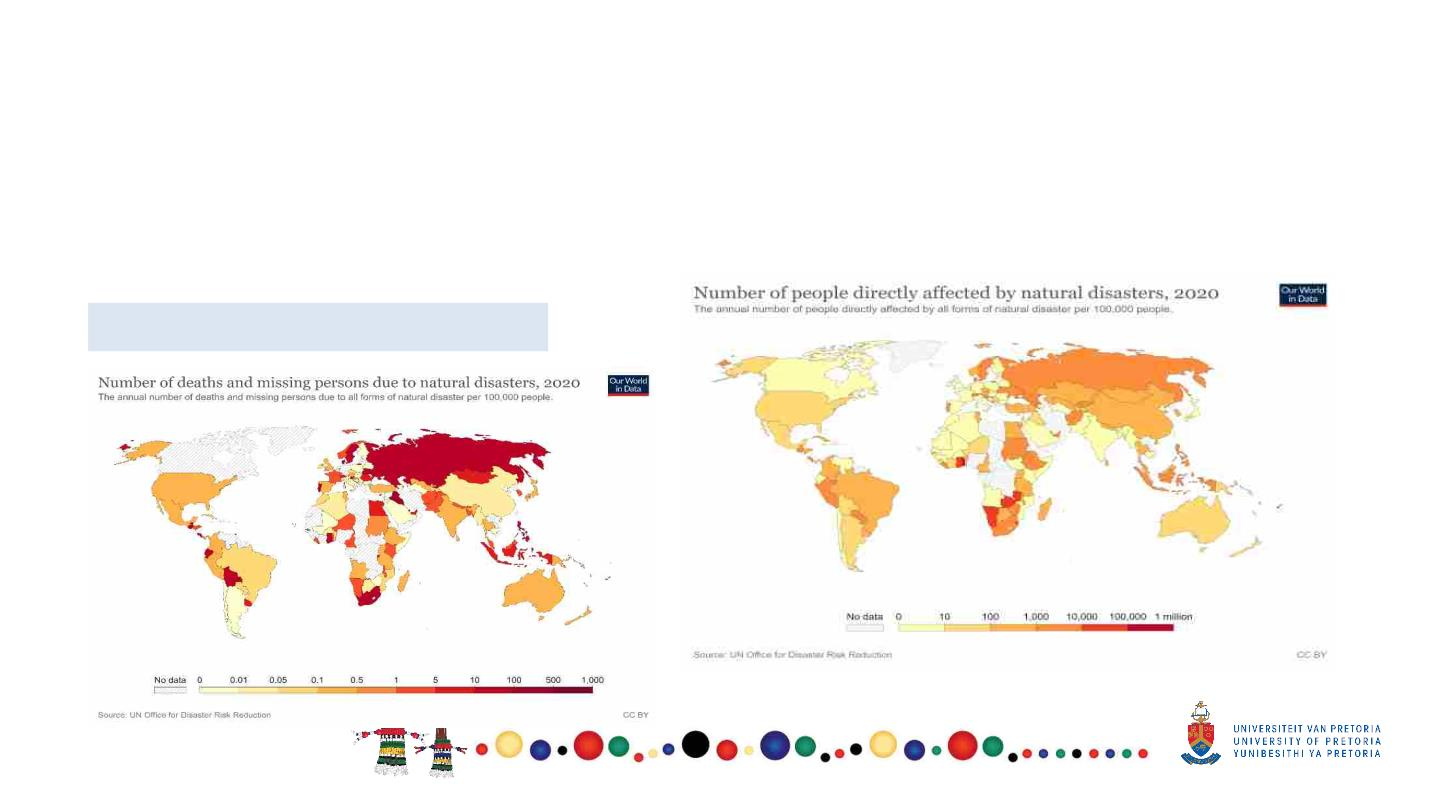 Number of people directly affected by natural disasters, 2020
The annual number of people directly affected by all forms of natural disaster per 100,000 people.
Our World
in Data
Number of deaths and missing persons due to natural disasters, 2020
The annual number of deaths and missing persons due to all forms of natural disaster per 100,000 people.
Our World
in Data
No data 0 10 100 1,000 10,000 100,000 1 million
Source: UN Office for Disaster Risk Reduction CC BY
No data 0 0.01 0.05 0.1 0.5 1 5 10 100 500 1,000
Source: UN Office for Disaster Risk Reduction CC BY
UNIVERSITEIT VAN PRETORIA
UNIVERSITY OF PRETORIA
YUNIBESITHI YA PRETORIA